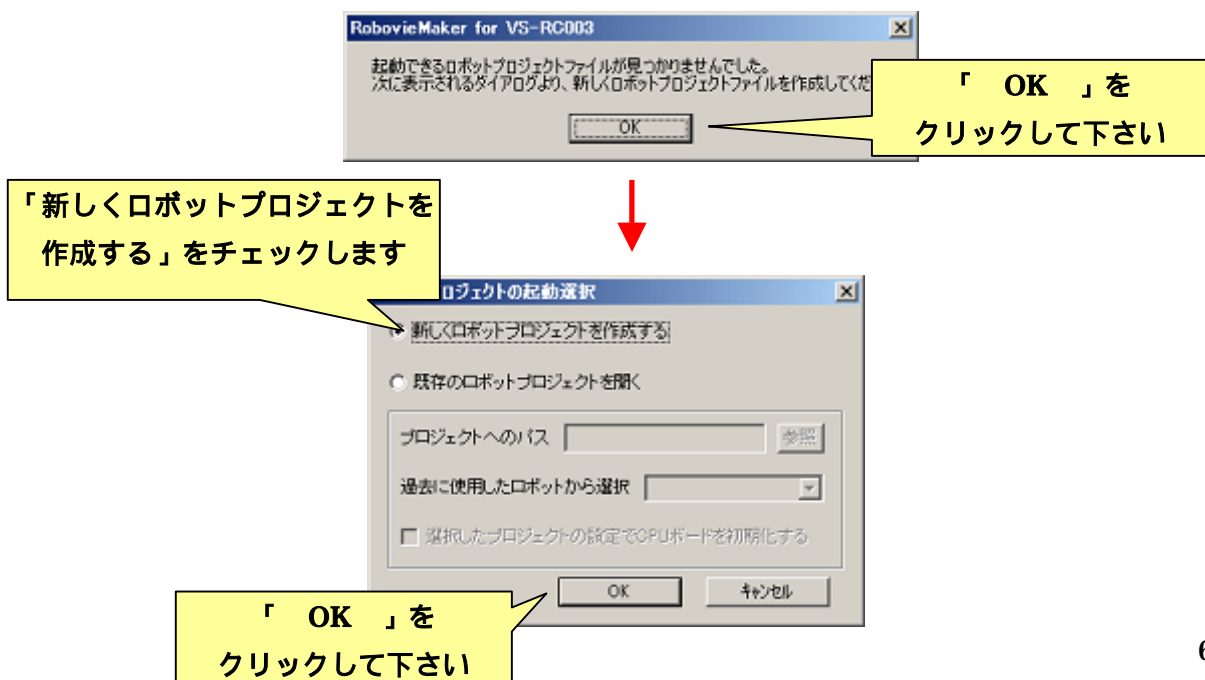 RobovieMaker for VS-RC003
起動できるロボットプロジェクトファイルが見つかりませんでした。
次に表示されるダイアログより、新しくロボットプロジェクトファイルを作成してくだ
OK
「　OK　」を
クリックして下さい
「新しくロボットプロジェクトを
作成する」をチェックします
ロジェクトの起動選択
新しくロボットプロジェクトを作成する
既存のロボットプロジェクトを開く
プロジェクトへのパス
参照
過去に使用したロボットから選択
選択したプロジェクトの設定でCPUボードを初期化する
OK
キャンセル
「　OK　」を
クリックして下さい
6